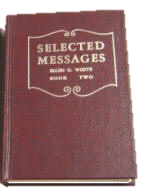 SELECTED
MESSAGES
ELLEN G. WHITE
BOOK TWO